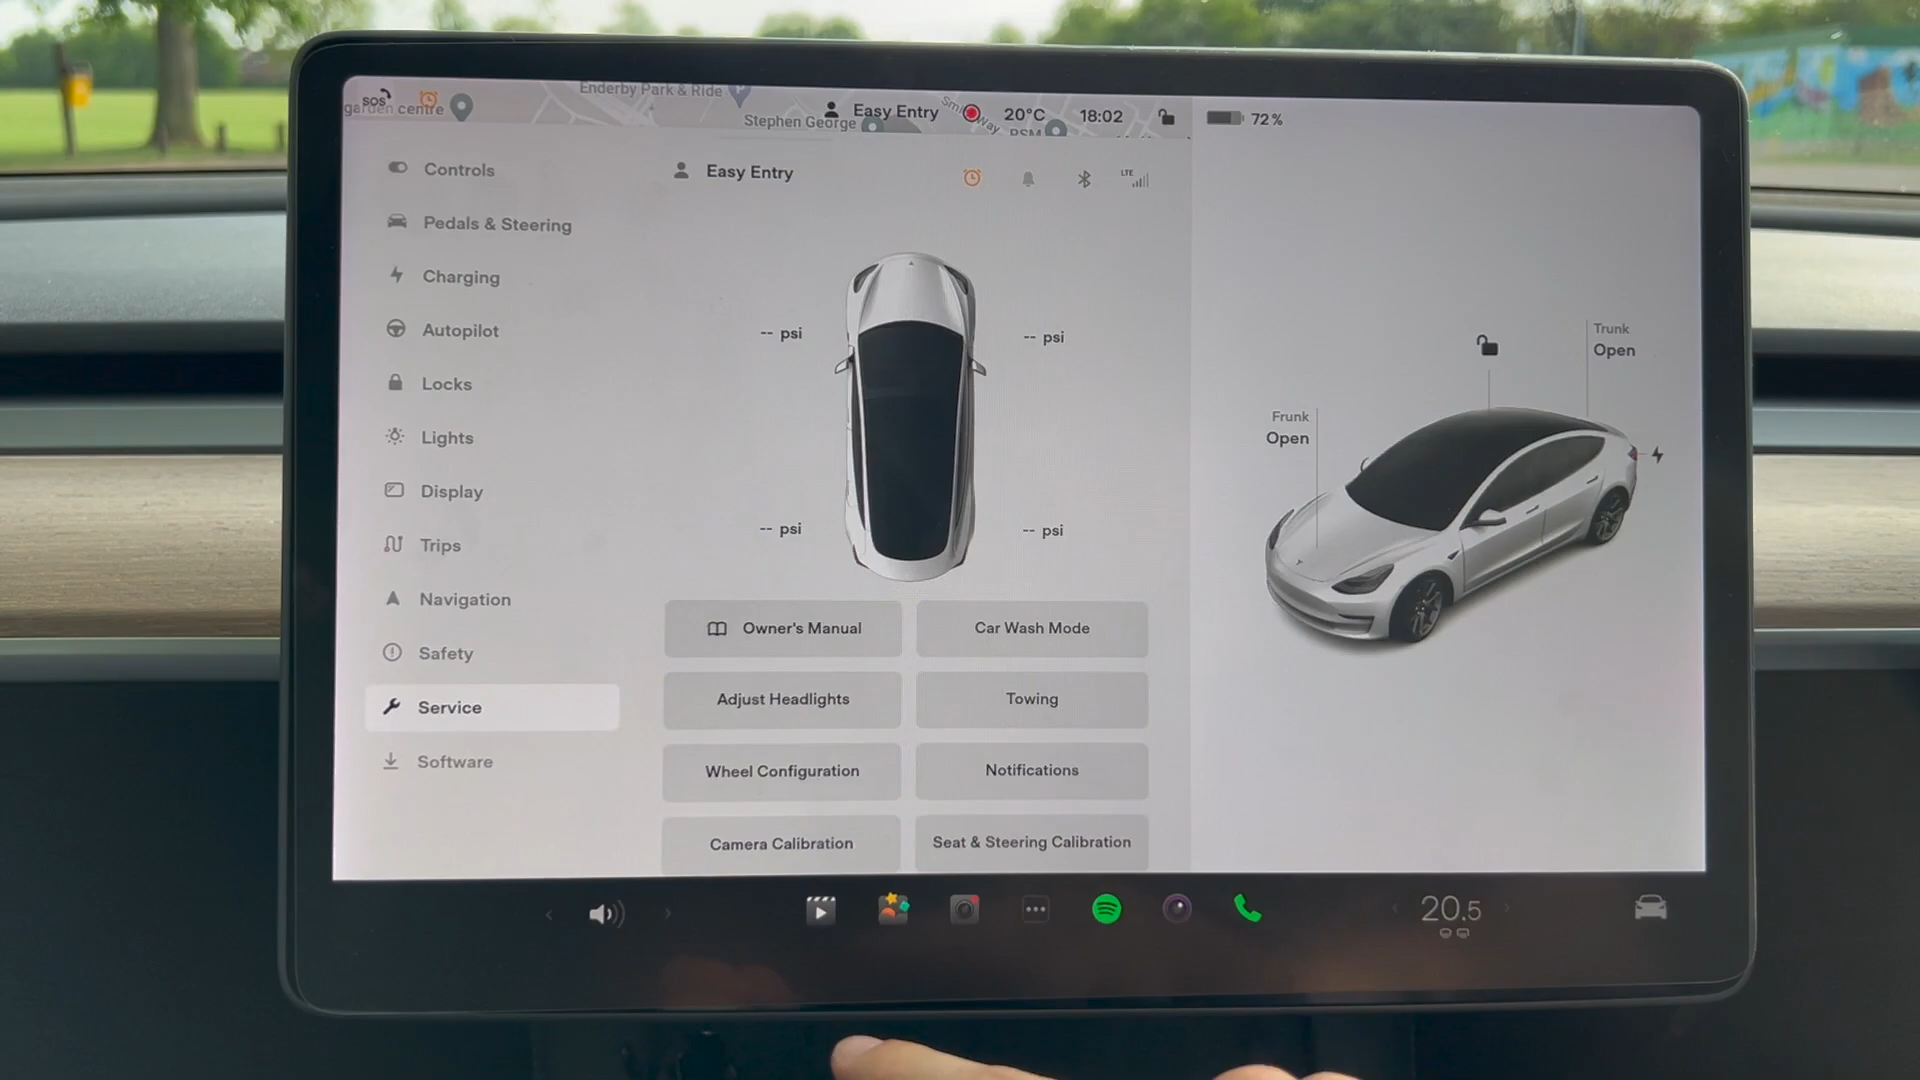 Enderby Park & Ride
SOS
garden centre
Stephen George
Easy Entry
Smi
Way
20°C
18:02
72%
Controls
Easy Entry
LTE
Pedals & Steering
Charging
Autopilot
Locks
Lights
Display
Trips
Navigation
Safety
Service
Software
-- psi
-- psi
-- psi
-- psi
Owner's Manual
Car Wash Mode
Adjust Headlights
Towing
Wheel Configuration
Notifications
Camera Calibration
Seat & Steering Calibration
Trunk
Open
Frunk
Open
20.5